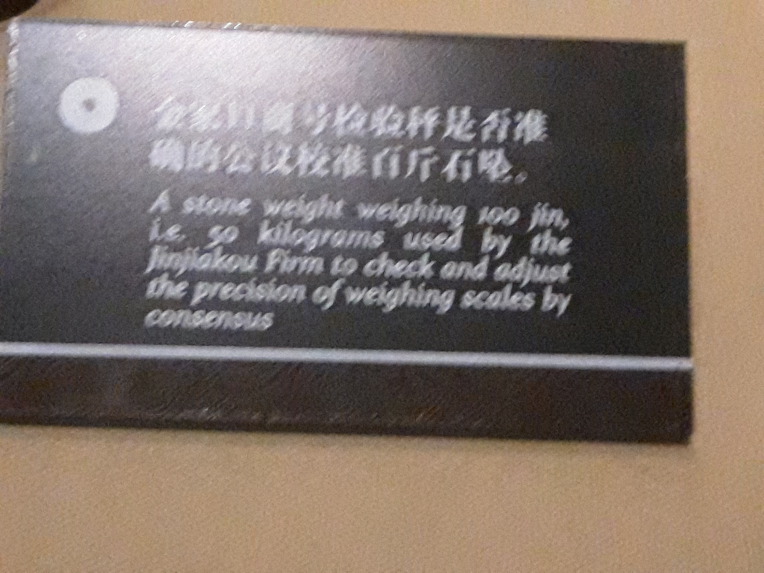 金家口商号检验秤是否准
确的公议校准百斤石坠。
A stone weight weighing 100 jin,
i.e. 50 kilograms used by the
Jinjiakou Firm to check and adjust
the precision of weighing scales by
consensus